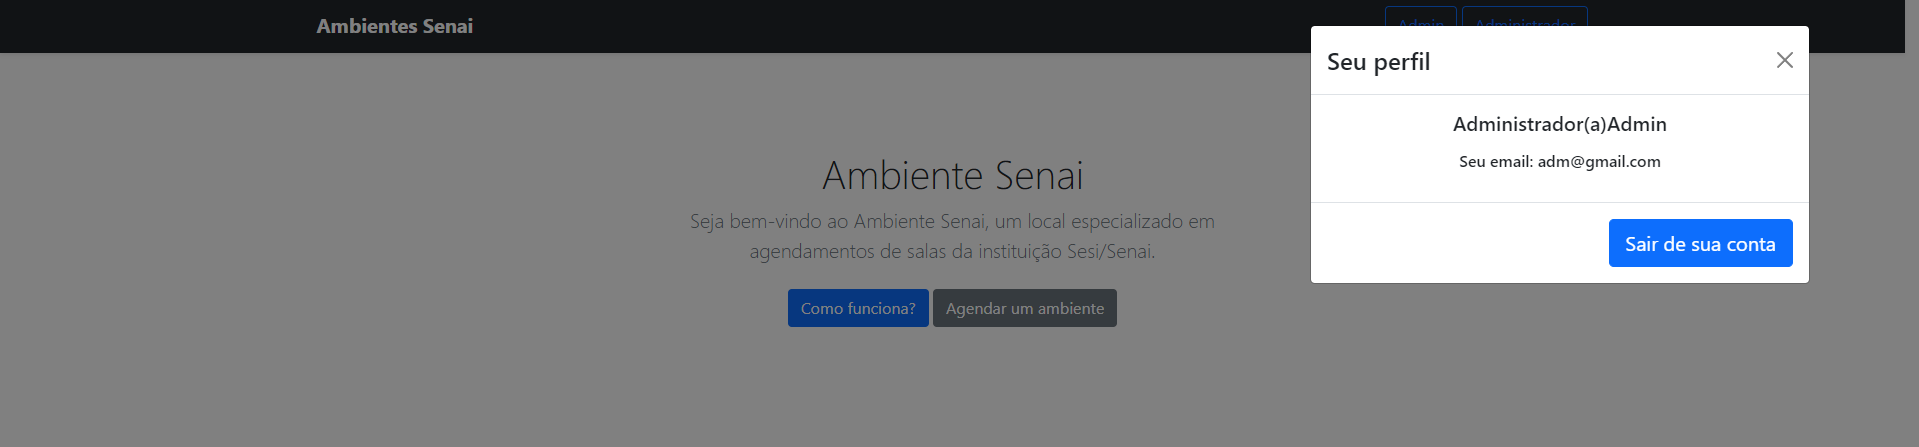 Ambientes Senai
Admin Administrador
Seu perfil
Administrador(a)Admin
Seu email: adm@gmail.com
Sair de sua conta
Ambiente Senai
Seja bem-vindo ao Ambiente Senai, um local especializado em
agendamentos de salas da instituição Sesi/Senai.
Como funciona? Agendar um ambiente